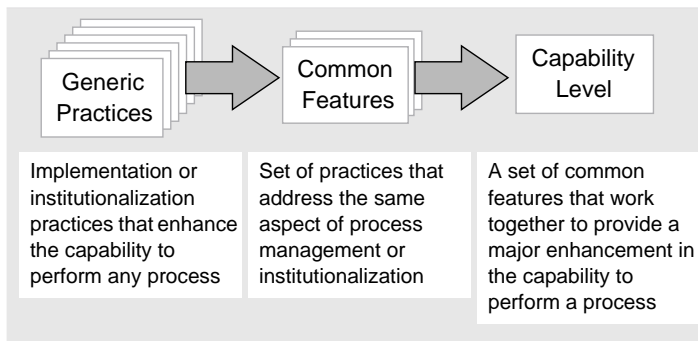 Generic
Practices
Common
Features
Capability
Level
Implementation or
institutionalization
practices that enhance
the capability to
perform any process
Set of practices that
address the same
aspect of process
management or
institutionalization
A set of common
features that work
together to provide a
major enhancement in
the capability to
perform a process